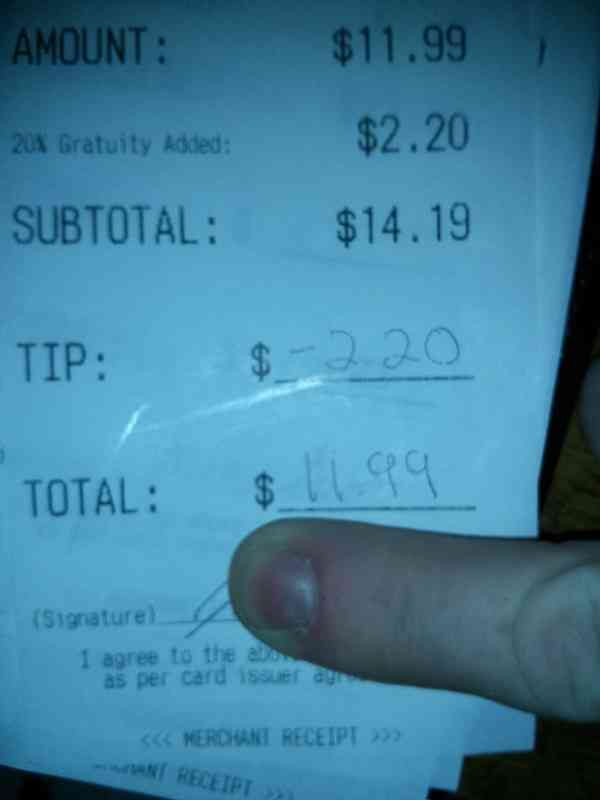 AMOUNT: $11.99
20% Gratuity Added: $2.20
SUBTOTAL: $14.19
TIP: $ -2.20
TOTAL: $ 11.99
(Signature)
I agree to the
as per card issuer
<<< MERCHANT RECEIPT >>>
RECEIPT >>>